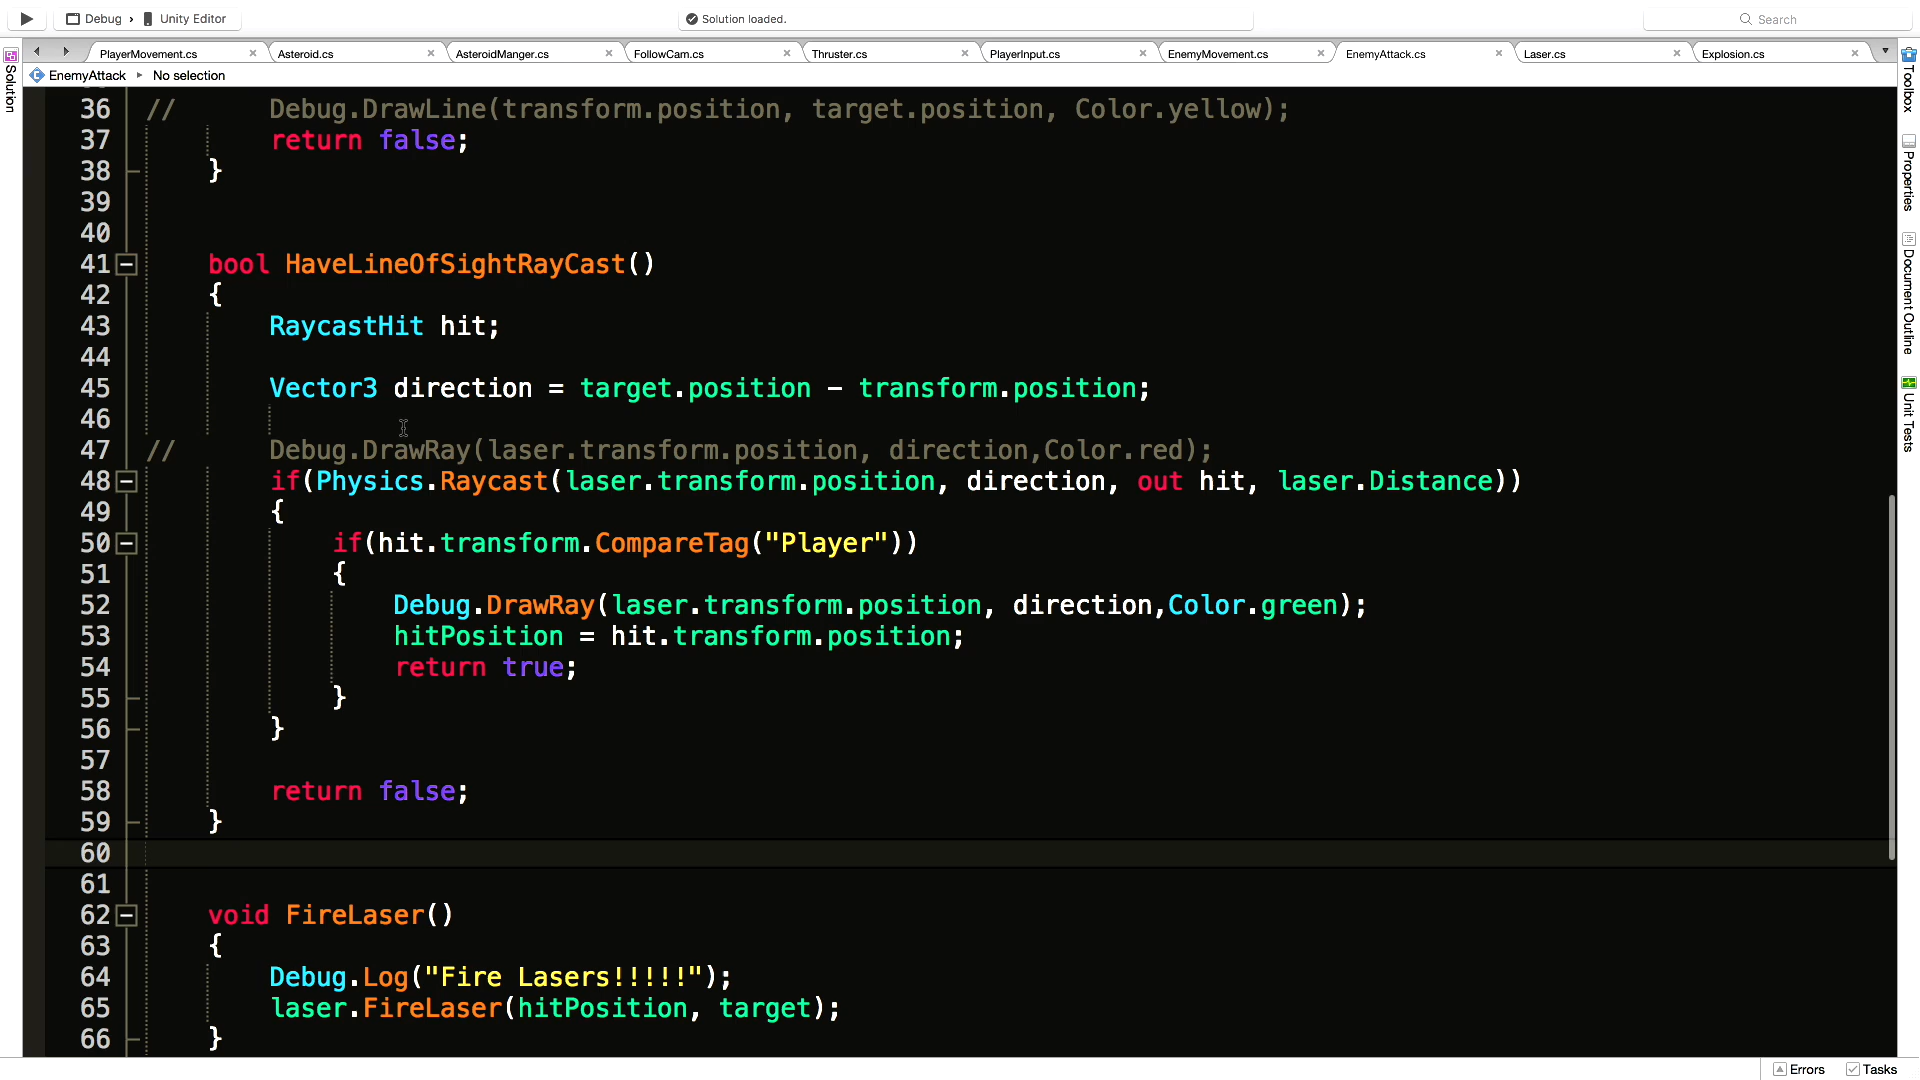 Debug › Unity Editor
Solution loaded.
Search
PlayerMovement.cs × Asteroid.cs × AsteroidManger.cs × FollowCam.cs × Thruster.cs × PlayerInput.cs × EnemyMovement.cs × EnemyAttack.cs × Laser.cs × Explosion.cs ×
EnemyAttack ▸ No selection
Solution
36 // Debug.DrawLine(transform.position, target.position, Color.yellow);
37 return false;
38 }
39
40
41 bool HaveLineOfSightRayCast()
42 {
43 RaycastHit hit;
44
45 Vector3 direction = target.position - transform.position;
46
47 // Debug.DrawRay(laser.transform.position, direction,Color.red);
48 if(Physics.Raycast(laser.transform.position, direction, out hit, laser.Distance))
49 {
50 if(hit.transform.CompareTag("Player"))
51 {
52 Debug.DrawRay(laser.transform.position, direction,Color.green);
53 hitPosition = hit.transform.position;
54 return true;
55 }
56 }
57
58 return false;
59 }
60
61
62 void FireLaser()
63 {
64 Debug.Log("Fire Lasers!!!!!");
65 laser.FireLaser(hitPosition, target);
66 }
Toolbox
Properties
Document Outline
Unit Tests
Errors
Tasks